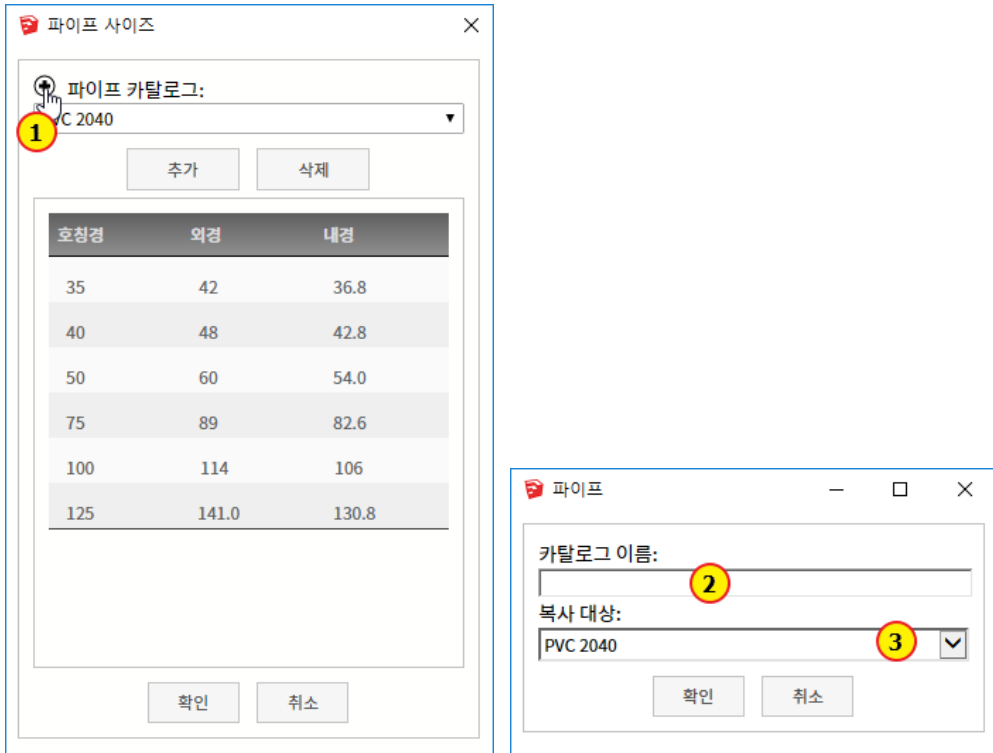 파이프 사이즈
파이프 카탈로그:
VC 2040
1
추가 삭제
호칭경 외경 내경
35 42 36.8
40 48 42.8
50 60 54.0
75 89 82.6
100 114 106
125 141.0 130.8
확인 취소
파이프
카탈로그 이름:
2
복사 대상:
PVC 2040
3
확인 취소